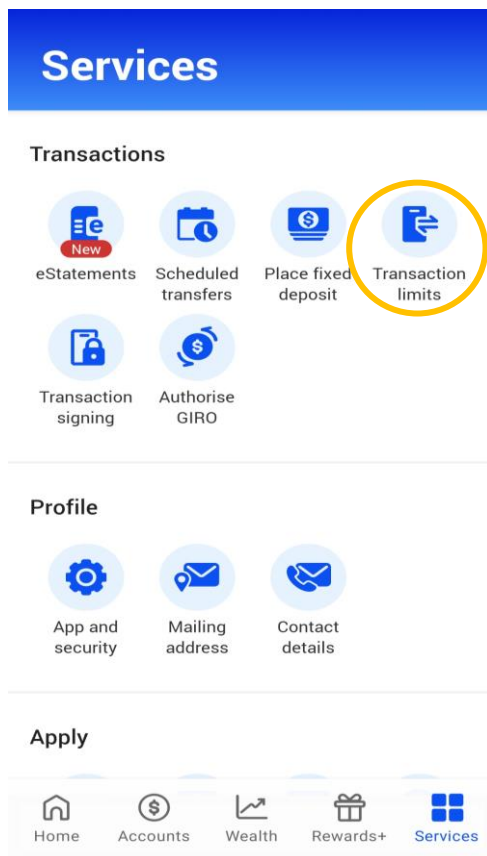 Services
Transactions
New
eStatements
Scheduled
transfers
Place fixed
deposit
Transaction
limits
Transaction
signing
Authorise
GIRO
Profile
App and
security
Mailing
address
Contact
details
Apply
Home
Accounts
Wealth
Rewards+
Services